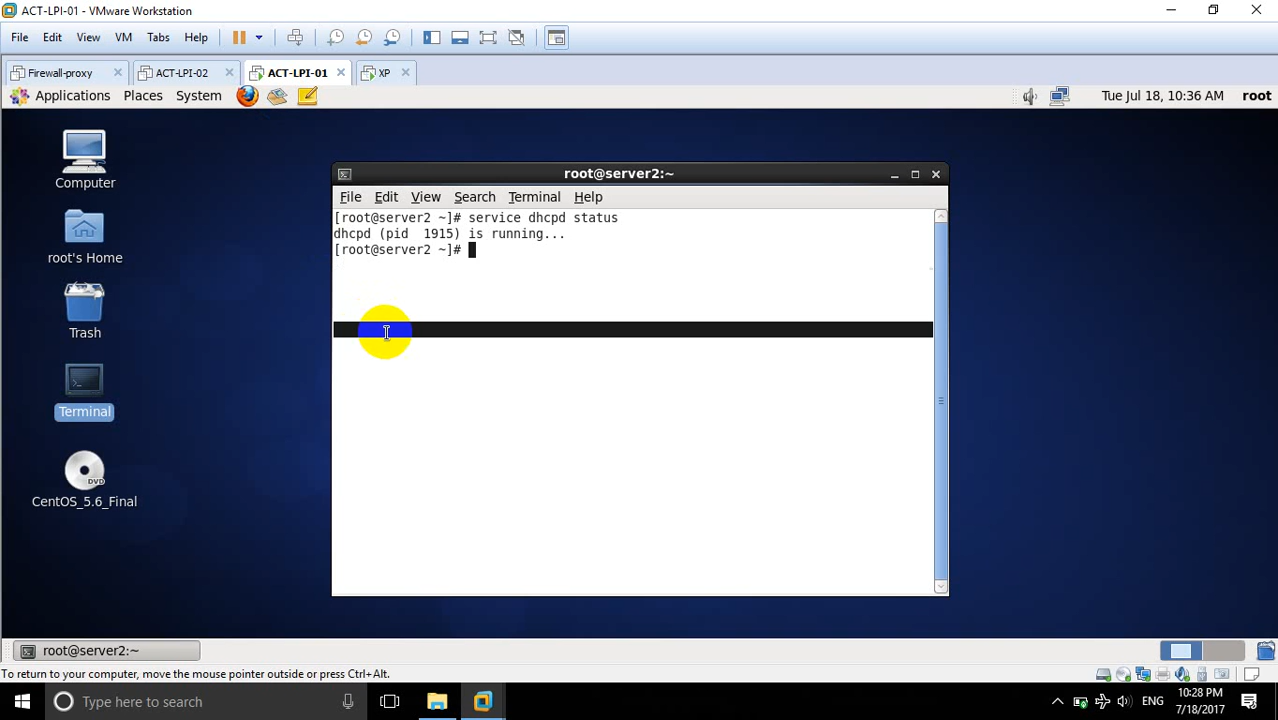 ACT-LPI-01 - VMware Workstation
File Edit View VM Tabs Help
Firewall-proxy ACT-LPI-02 ACT-LPI-01 XP
Applications Places System Tue Jul 18, 10:36 AM root
root@server2:~
File Edit View Search Terminal Help
[root@server2 ~]# service dhcpd status
dhcpd (pid  1915) is running...
[root@server2 ~]#
Computer
root's Home
Trash
Terminal
DVD
CentOS_5.6_Final
root@server2:~
To return to your computer, move the mouse pointer outside or press Ctrl+Alt.
Type here to search
ENG
10:28 PM
7/18/2017